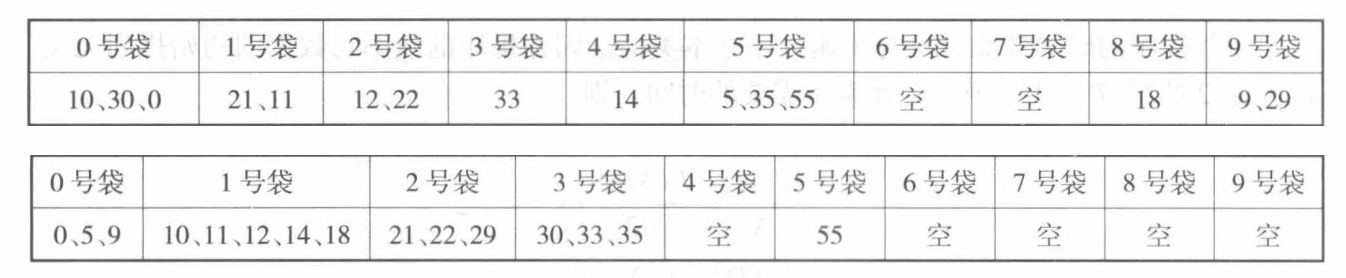 0号袋 1号袋 2号袋 3号袋 4号袋 5号袋 6号袋 7号袋 8号袋 9号袋
10、30、0 21、11 12、22 33 14 5、35、55 空 空 18 9、29
0号袋 1号袋 2号袋 3号袋 4号袋 5号袋 6号袋 7号袋 8号袋 9号袋
0、5、9 10、11、12、14、18 21、22、29 30、33、35 空 55 空 空 空 空